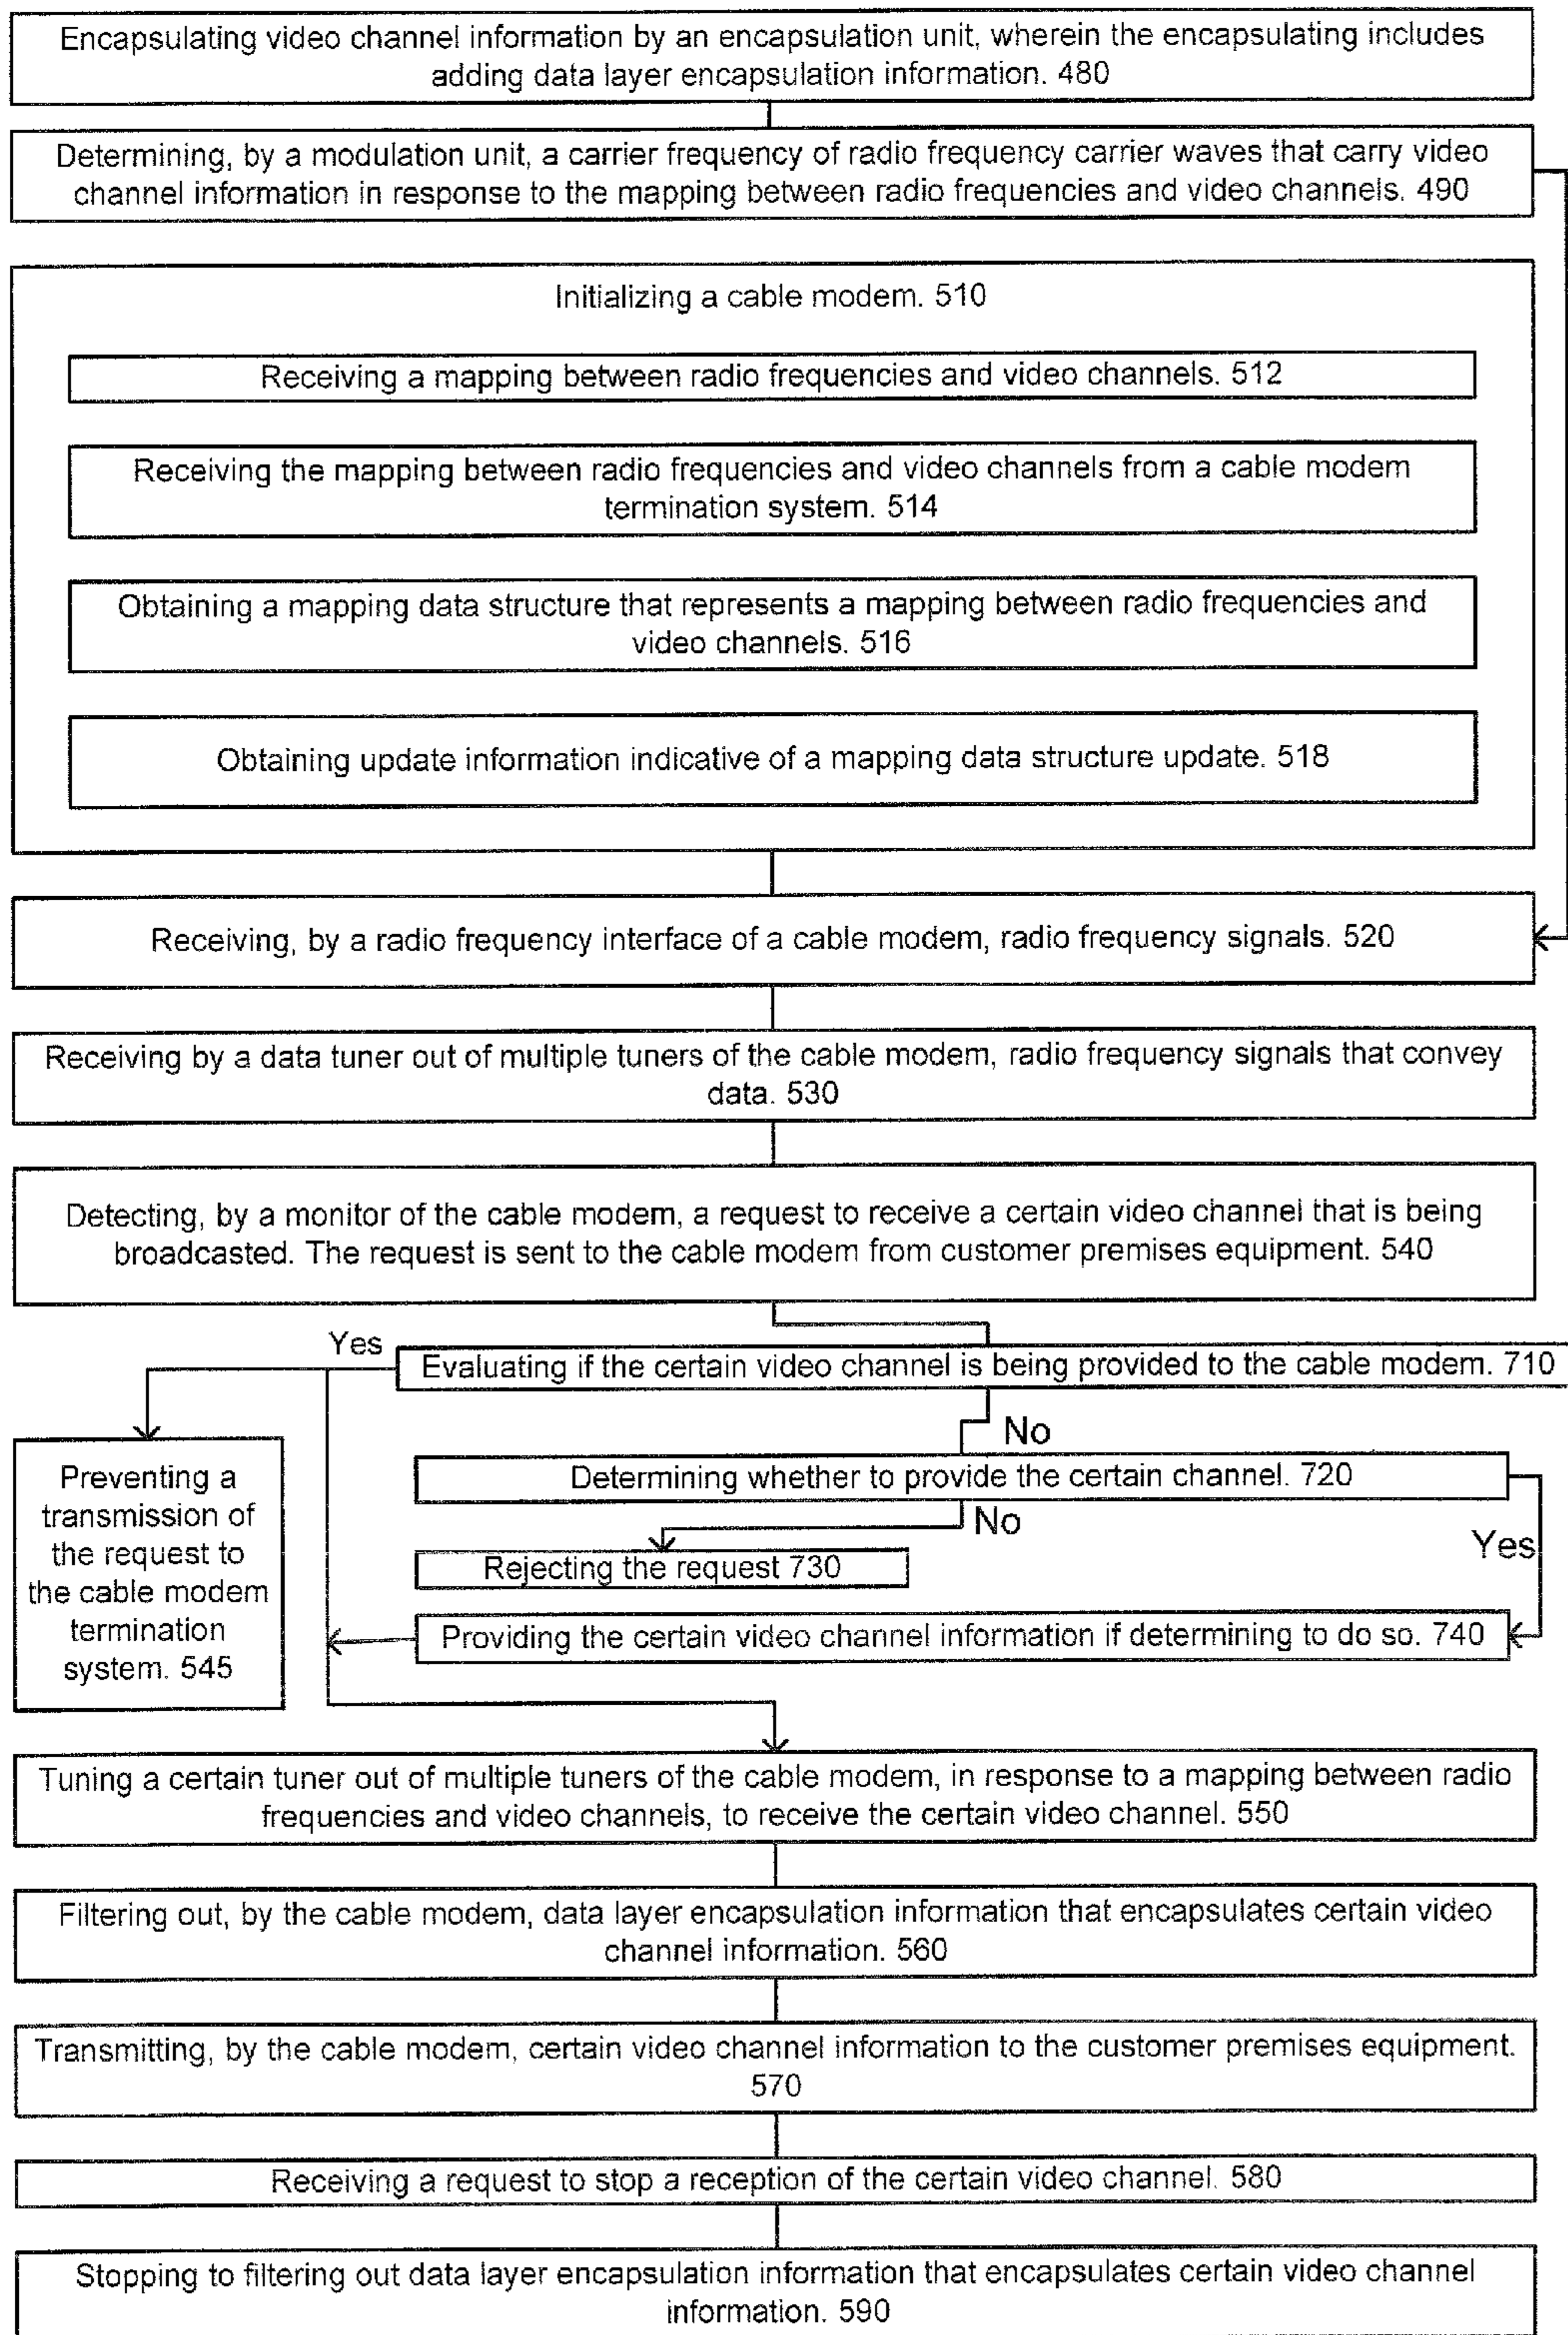 Encapsulating video channel information by an encapsulation unit, wherein the encapsulating includes
adding data layer encapsulation information. 480
Determining, by a modulation unit, a carrier frequency of radio frequency carrier waves that carry video
channel information in response to the mapping between radio frequencies and video channels. 490
Initializing a cable modem. 510
Receiving a mapping between radio frequencies and video channels. 512
Receiving the mapping between radio frequencies and video channels from a cable modem
termination system. 514
Obtaining a mapping data structure that represents a mapping between radio frequencies and
video channels. 516
Obtaining update information indicative of a mapping data structure update. 518
Receiving, by a radio frequency interface of a cable modem, radio frequency signals. 520
Receiving by a data tuner out of multiple tuners of the cable modem, radio frequency signals that convey
data. 530
Detecting, by a monitor of the cable modem, a request to receive a certain video channel that is being
broadcasted. The request is sent to the cable modem from customer premises equipment. 540
Yes
Evaluating if the certain video channel is being provided to the cable modem. 710
No
Determining whether to provide the certain channel. 720
No
Yes
Rejecting the request 730
Providing the certain video channel information if determining to do so. 740
Preventing a
transmission of
the request to
the cable modem
termination
system. 545
Tuning a certain tuner out of multiple tuners of the cable modem, in response to a mapping between radio
frequencies and video channels, to receive the certain video channel. 550
Filtering out, by the cable modem, data layer encapsulation information that encapsulates certain video
channel information. 560
Transmitting, by the cable modem, certain video channel information to the customer premises equipment.
570
Receiving a request to stop a reception of the certain video channel. 580
Stopping to filtering out data layer encapsulation information that encapsulates certain video channel
information. 590